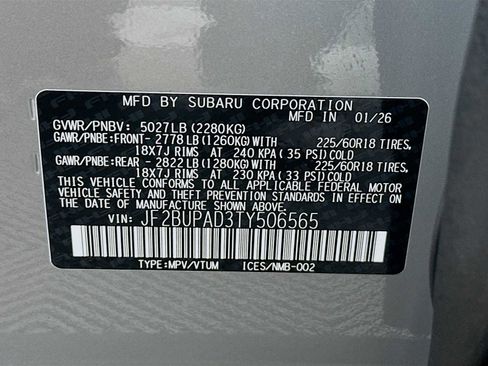 MFD BY SUBARU CORPORATION MFD IN 01/26
GVWR/PNBV: 5027LB(2280KG)
GAWR/PNBE:FRONT-2778LB(1260KG)WITH 225/60R18 TIRES,
18X7J RIMS AT 240 KPA(35 PSI)COLD
GAWR/PNBE:REAR - 2822LB(1280KG)WITH 225/60R18 TIRES,
18X7J RIMS AT 230 KPA(33 PSI)COLD
THIS VEHICLE CONFORMS TO ALL APPLICABLE FEDERAL MOTOR
VEHICLE SAFETY AND THEFT PREVENTION STANDARDS IN EFFECT
ON THE DATE OF MANUFACTURE SHOWN ABOVE.
VIN: JF2BUPAD3TY506565
TYPE:MPV/VTUM ICES/NMB-002